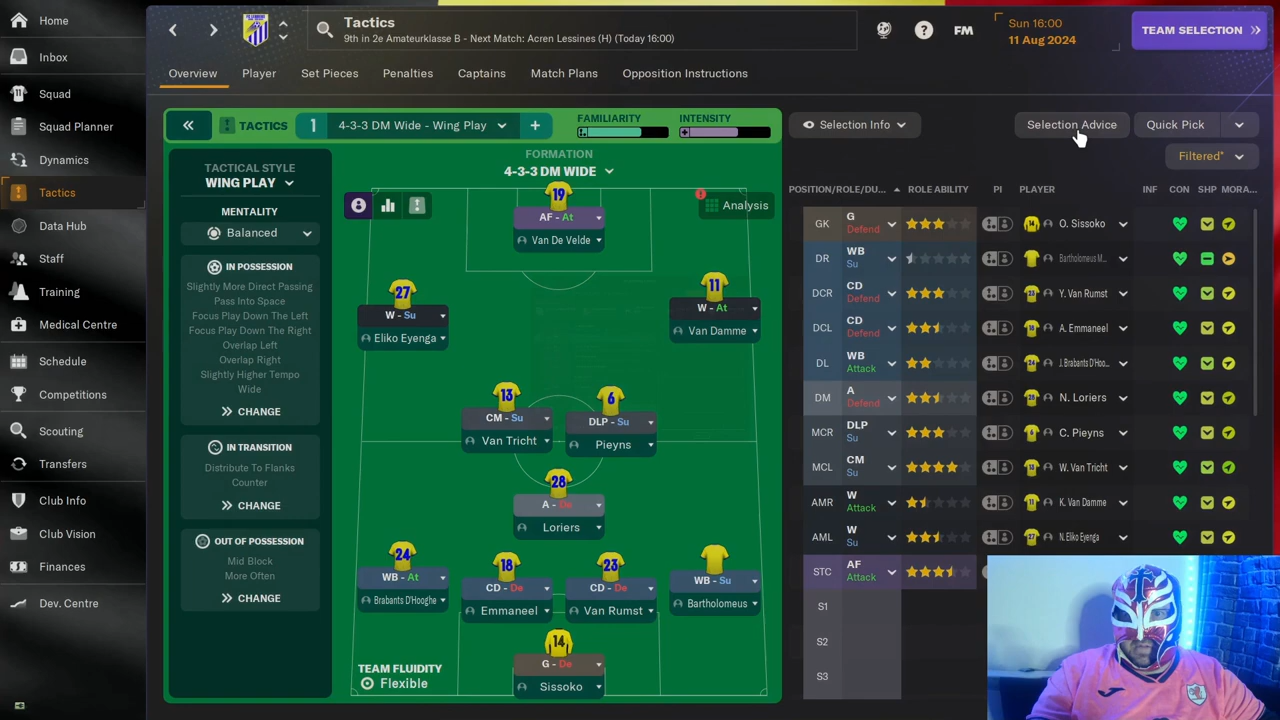 Home
Inbox
Squad
Squad Planner
Dynamics
Tactics
Data Hub
Staff
Training
Medical Centre
Schedule
Competitions
Scouting
Transfers
Club Info
Club Vision
Finances
Dev. Centre
Tactics
9th in 2e Amateurklasse B - Next Match: Acren Lessines (H) (Today 16:00)
FM
Sun 16:00
11 Aug 2024
TEAM SELECTION
Overview Player Set Pieces Penalties Captains Match Plans Opposition Instructions
TACTICS 1 4-3-3 DM Wide - Wing Play
FAMILIARITY INTENSITY
TACTICAL STYLE
WING PLAY
MENTALITY
Balanced
IN POSSESSION
Slightly More Direct Passing
Pass Into Space
Focus Play Down The Left
Focus Play Down The Right
Overlap Left
Overlap Right
Slightly Higher Tempo
Wide
CHANGE
IN TRANSITION
Distribute To Flanks
Counter
CHANGE
OUT OF POSSESSION
Mid Block
More Often
CHANGE
FORMATION
4-3-3 DM WIDE
Analysis
19
AF - At
Van De Velde
27
W - Su
Eliko Eyenga
11
W - At
Van Damme
13
CM - Su
Van Tricht
6
DLP - Su
Pieyns
28
A - De
Loriers
24
WB - At
Brabants D'Hooghe
18
CD - De
Emmaneel
23
CD - De
Van Rumst
WB - Su
Bartholomeus
14
G - De
Sissoko
TEAM FLUIDITY
Flexible
Selection Info
Selection Advice
Quick Pick
Filtered*
POSITION/ROLE/DU... ROLE ABILITY PI PLAYER INF CON SHP MORA...
GK G Defend O. Sissoko
DR WB Su Bartholomeus M...
DCR CD Defend Y. Van Rumst
DCL CD Defend A. Emmaneel
DL WB Attack J. Brabants D'Hoo...
DM A Defend N. Loriers
MCR DLP Su C. Pieyns
MCL CM Su W. Van Tricht
AMR W Attack K. Van Damme
AML W Su N. Eliko Eyenga
STC AF Attack
S1
S2
S3